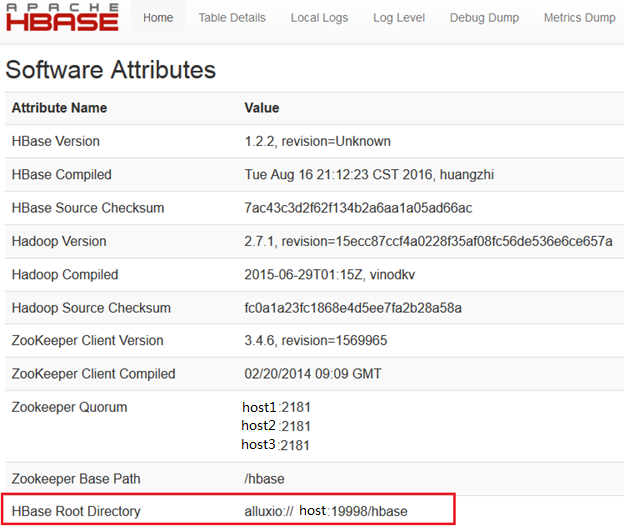 APACHE
HBASE
Home Table Details Local Logs Log Level Debug Dump Metrics Dump
Software Attributes
Attribute Name Value
HBase Version 1.2.2, revision=Unknown
HBase Compiled Tue Aug 16 21:12:23 CST 2016, huangzhi
HBase Source Checksum 7ac43c3d2f62f134b2a6aa1a05ad66ac
Hadoop Version 2.7.1, revision=15ecc87ccf4a0228f35af08fc56de536e6ce657a
Hadoop Compiled 2015-06-29T01:15Z, vinodkv
Hadoop Source Checksum fc0a1a23fc1868e4d5ee7fa2b28a58a
ZooKeeper Client Version 3.4.6, revision=1569965
ZooKeeper Client Compiled 02/20/2014 09:09 GMT
Zookeeper Quorum host1:2181
host2:2181
host3:2181
Zookeeper Base Path /hbase
HBase Root Directory alluxio:// host:19998/hbase